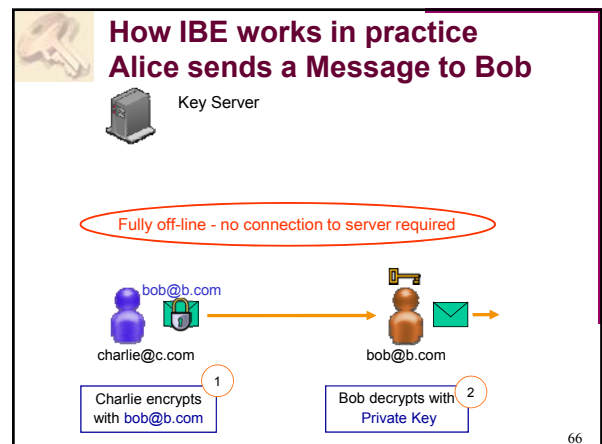 How IBE works in practice
Alice sends a Message to Bob
Key Server
Fully off-line - no connection to server required
bob@b.com
charlie@c.com
bob@b.com
1
Charlie encrypts
with bob@b.com
2
Bob decrypts with
Private Key
66